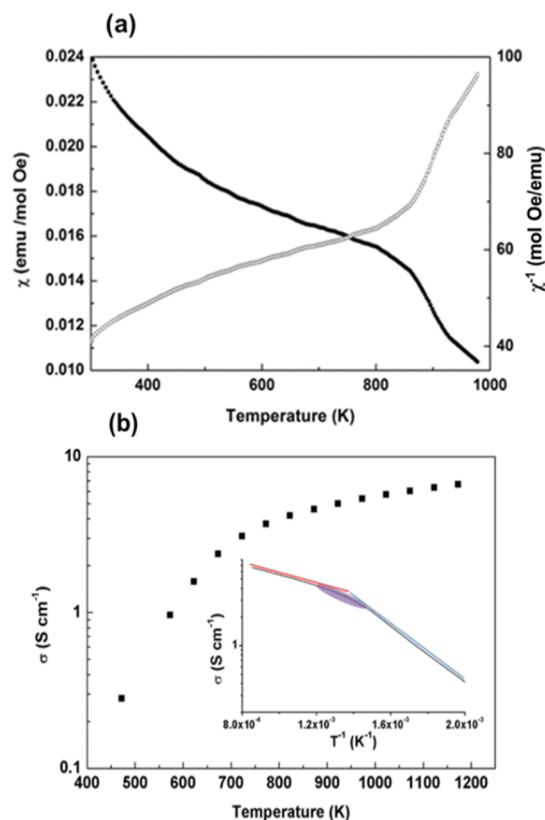 (a)
0.024
0.022
0.020
0.018
0.016
0.014
0.012
0.010
χ (emu /mol Oe)
100
80
60
40
χ⁻¹ (mol Oe/emu)
400
600
800
1000
Temperature (K)
(b)
10
1
0.1
σ (S cm⁻¹)
σ (S cm⁻¹)
1
8.0x10⁻⁴
1.2x10⁻³
1.6x10⁻³
2.0x10⁻³
T⁻¹ (K⁻¹)
400 500 600 700 800 900 1000 1100 1200
Temperature (K)